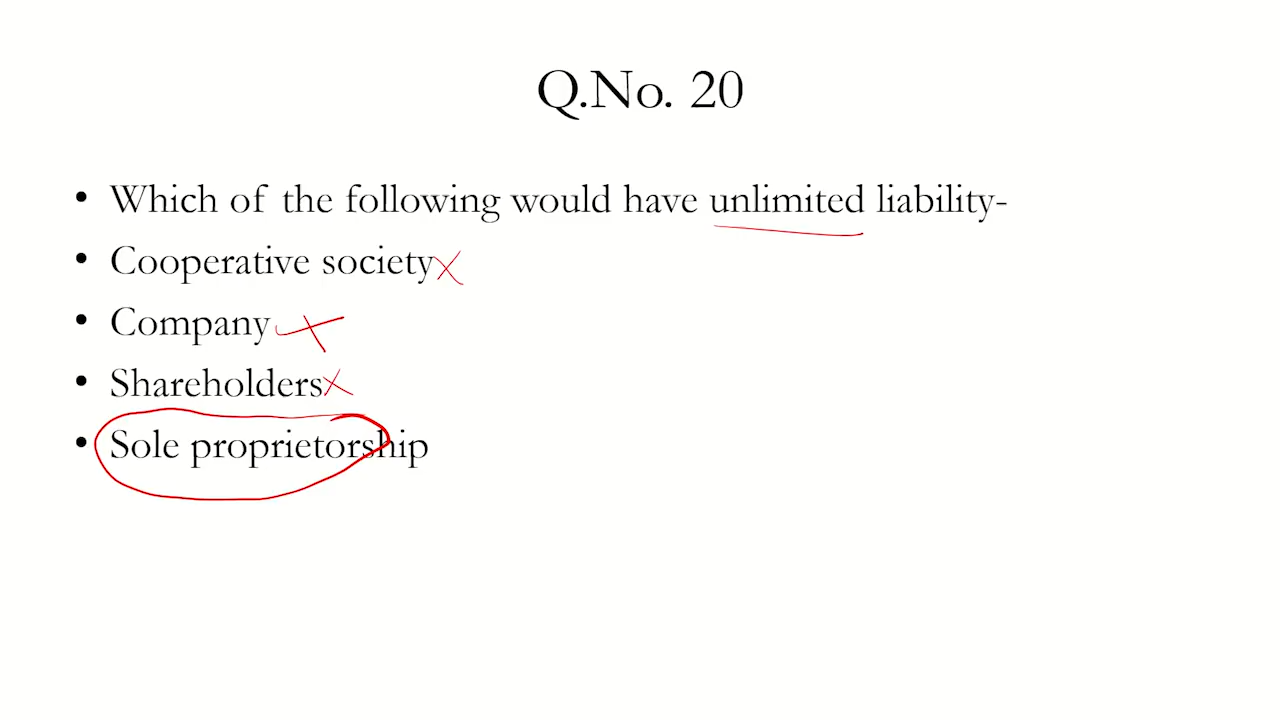 Q.No. 20
• Which of the following would have unlimited liability-
• Cooperative society
• Company
• Shareholders
• Sole proprietorship